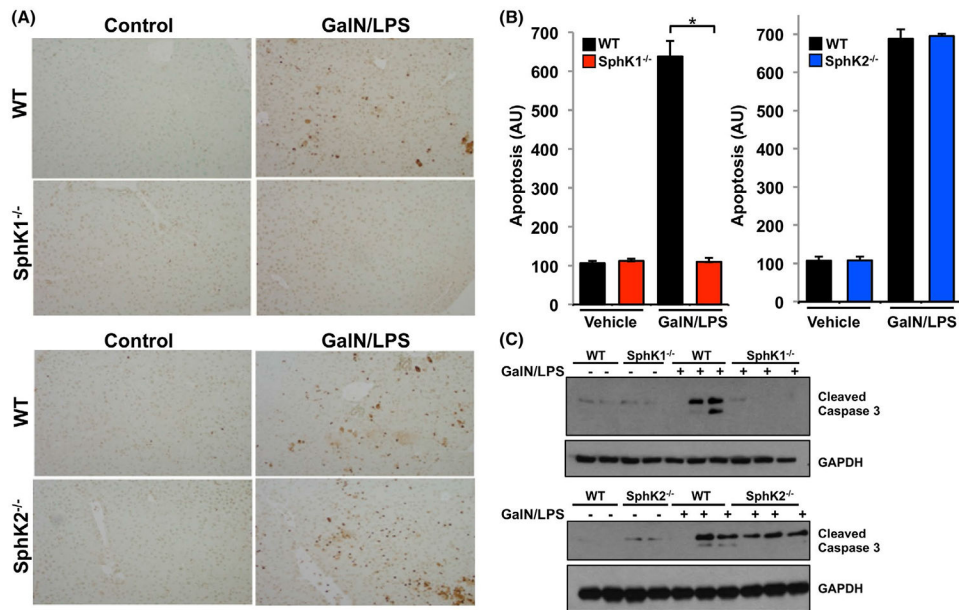 (A)
Control GalN/LPS
WT
SphK1-/-
Control GalN/LPS
WT
SphK2-/-
(B)
*
WT
SphK1-/-
Apoptosis (AU)
700
600
500
400
300
200
100
0
Vehicle GalN/LPS
WT
SphK2-/-
Apoptosis (AU)
700
600
500
400
300
200
100
0
Vehicle GalN/LPS
(C)
WT SphK1-/- WT SphK1-/-
GalN/LPS - - - - + + + + + +
Cleaved
Caspase 3
GAPDH
WT SphK2-/- WT SphK2-/-
GalN/LPS - - - - + + + + + +
Cleaved
Caspase 3
GAPDH